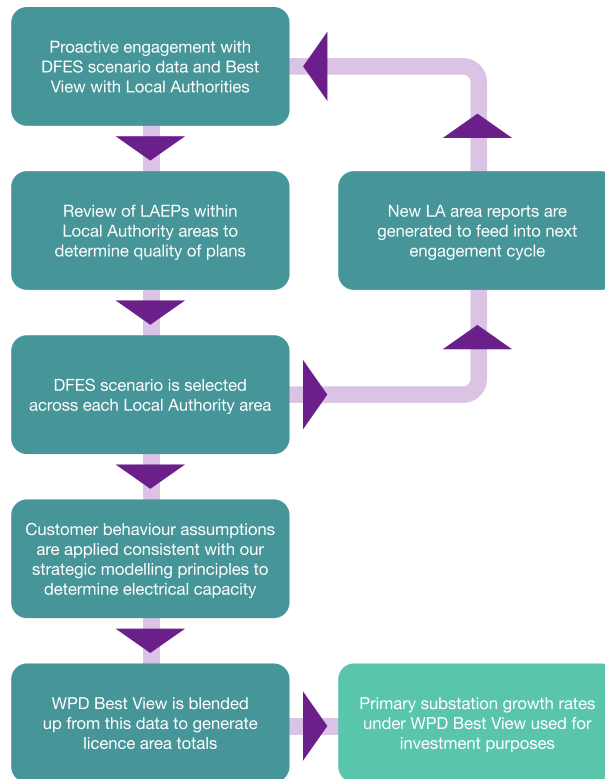 Proactive engagement with
DFES scenario data and Best
View with Local Authorities
Review of LAEPs within
Local Authority areas to
determine quality of plans
New LA area reports are
generated to feed into next
engagement cycle
DFES scenario is selected
across each Local Authority area
Customer behaviour assumptions
are applied consistent with our
strategic modelling principles to
determine electrical capacity
WPD Best View is blended
up from this data to generate
licence area totals
Primary substation growth rates
under WPD Best View used for
investment purposes